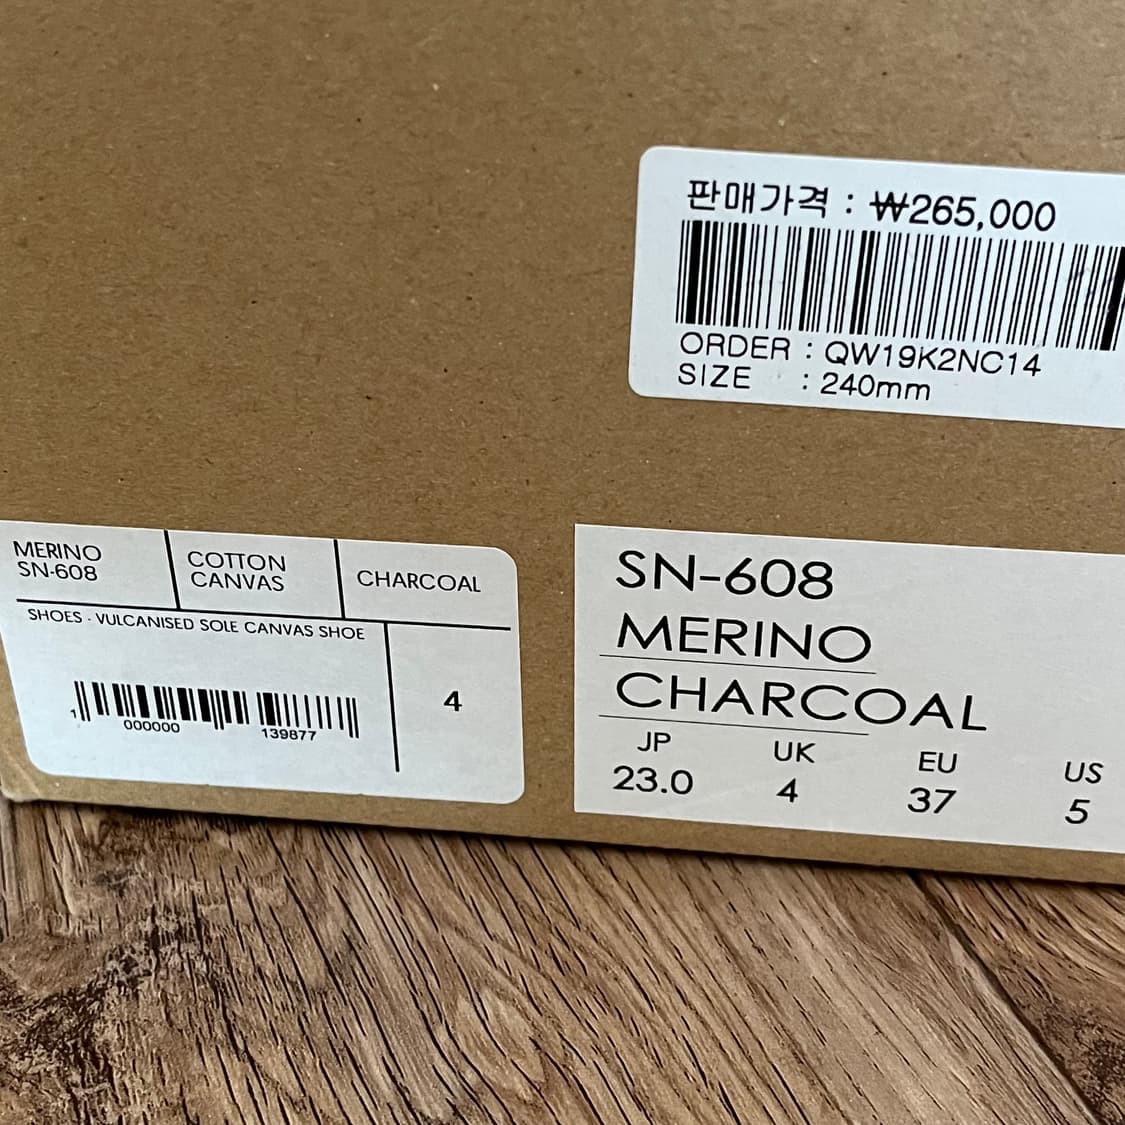 판매가격 : ₩265,000
ORDER : QW19K2NC14
SIZE : 240mm
MERINO
SN-608
COTTON
CANVAS
CHARCOAL
SHOES - VULCANISED SOLE CANVAS SHOE
1 000000 139877
4
SN-608
MERINO
CHARCOAL
JP UK EU US
23.0 4 37 5